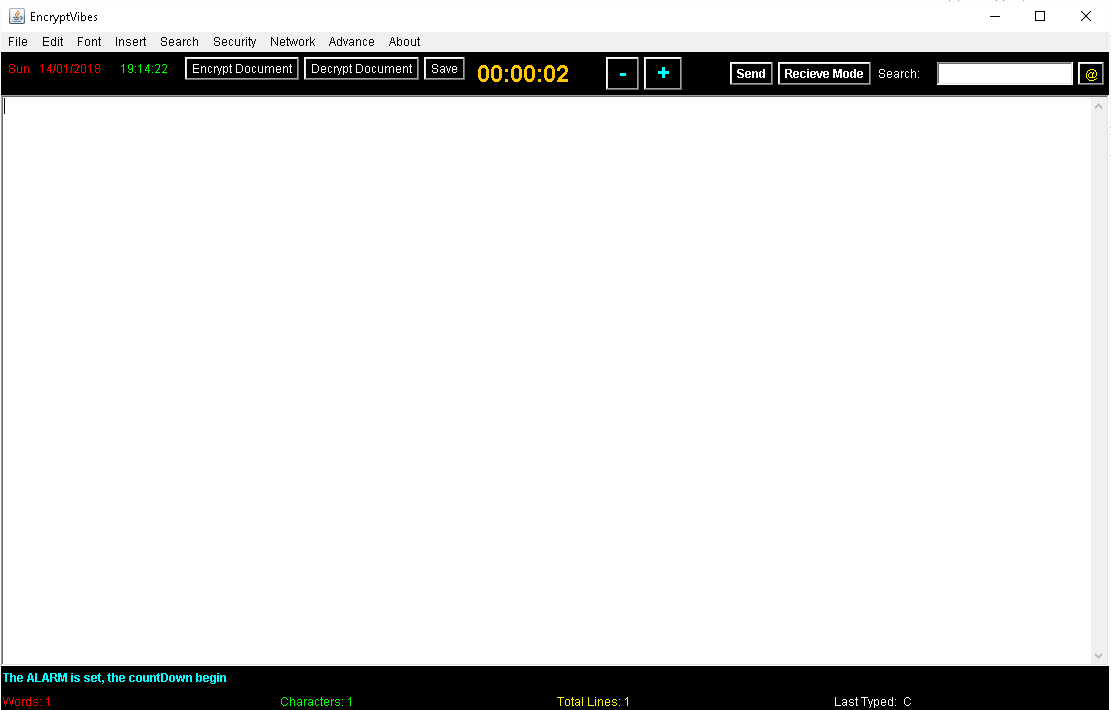 EncryptVibes
File Edit Font Insert Search Security Network Advance About
Sun 14/01/2018 19:14:22 Encrypt Document Decrypt Document Save 00:00:02 - + Send Recieve Mode Search: @
The ALARM is set, the countDown begin
Words: 1 Characters: 1 Total Lines: 1 Last Typed: C